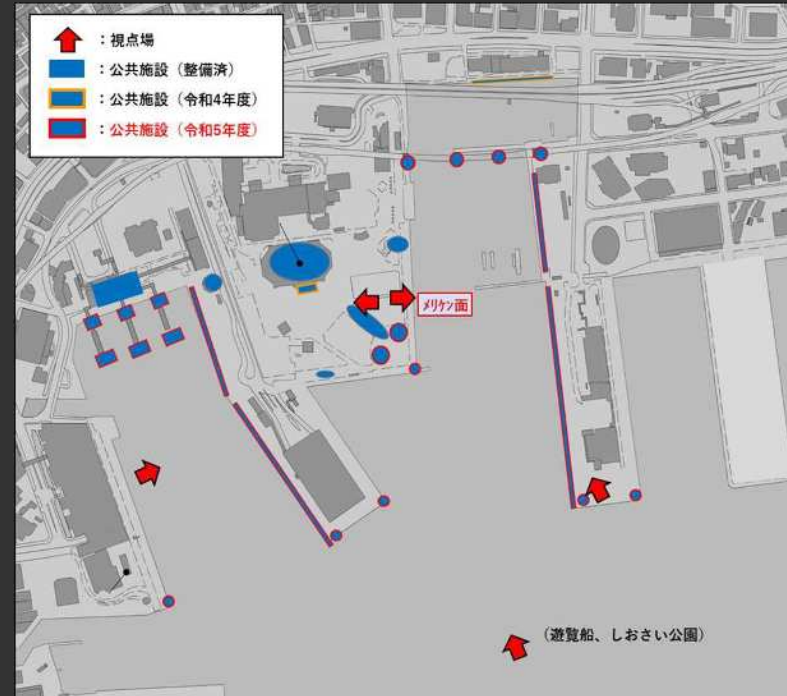 ：視点場
：公共施設（整備済）
：公共施設（令和4年度）
：公共施設（令和5年度）
メリケン面
（遊覧船、しおさい公園）